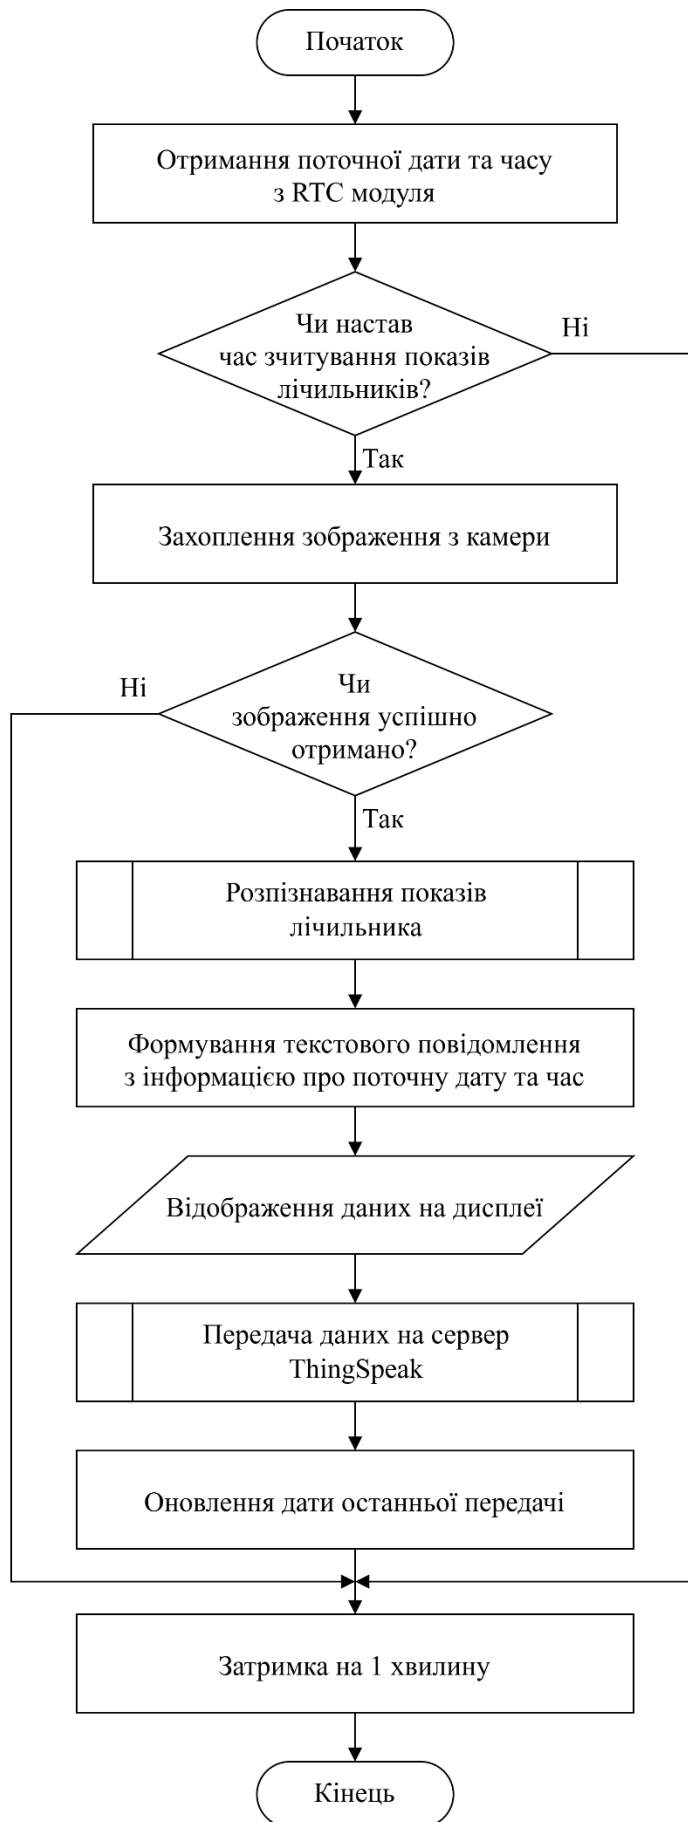 Початок
Отримання поточної дати та часу
з RTC модуля
Чи настав
час зчитування показів
лічильників?
Ні
Так
Захоплення зображення з камери
Ні
Чи
зображення успішно
отримано?
Так
Розпізнавання показів
лічильника
Формування текстового повідомлення
з інформацією про поточну дату та час
Відображення даних на дисплеї
Передача даних на сервер
ThingSpeak
Оновлення дати останньої передачі
Затримка на 1 хвилину
Кінець